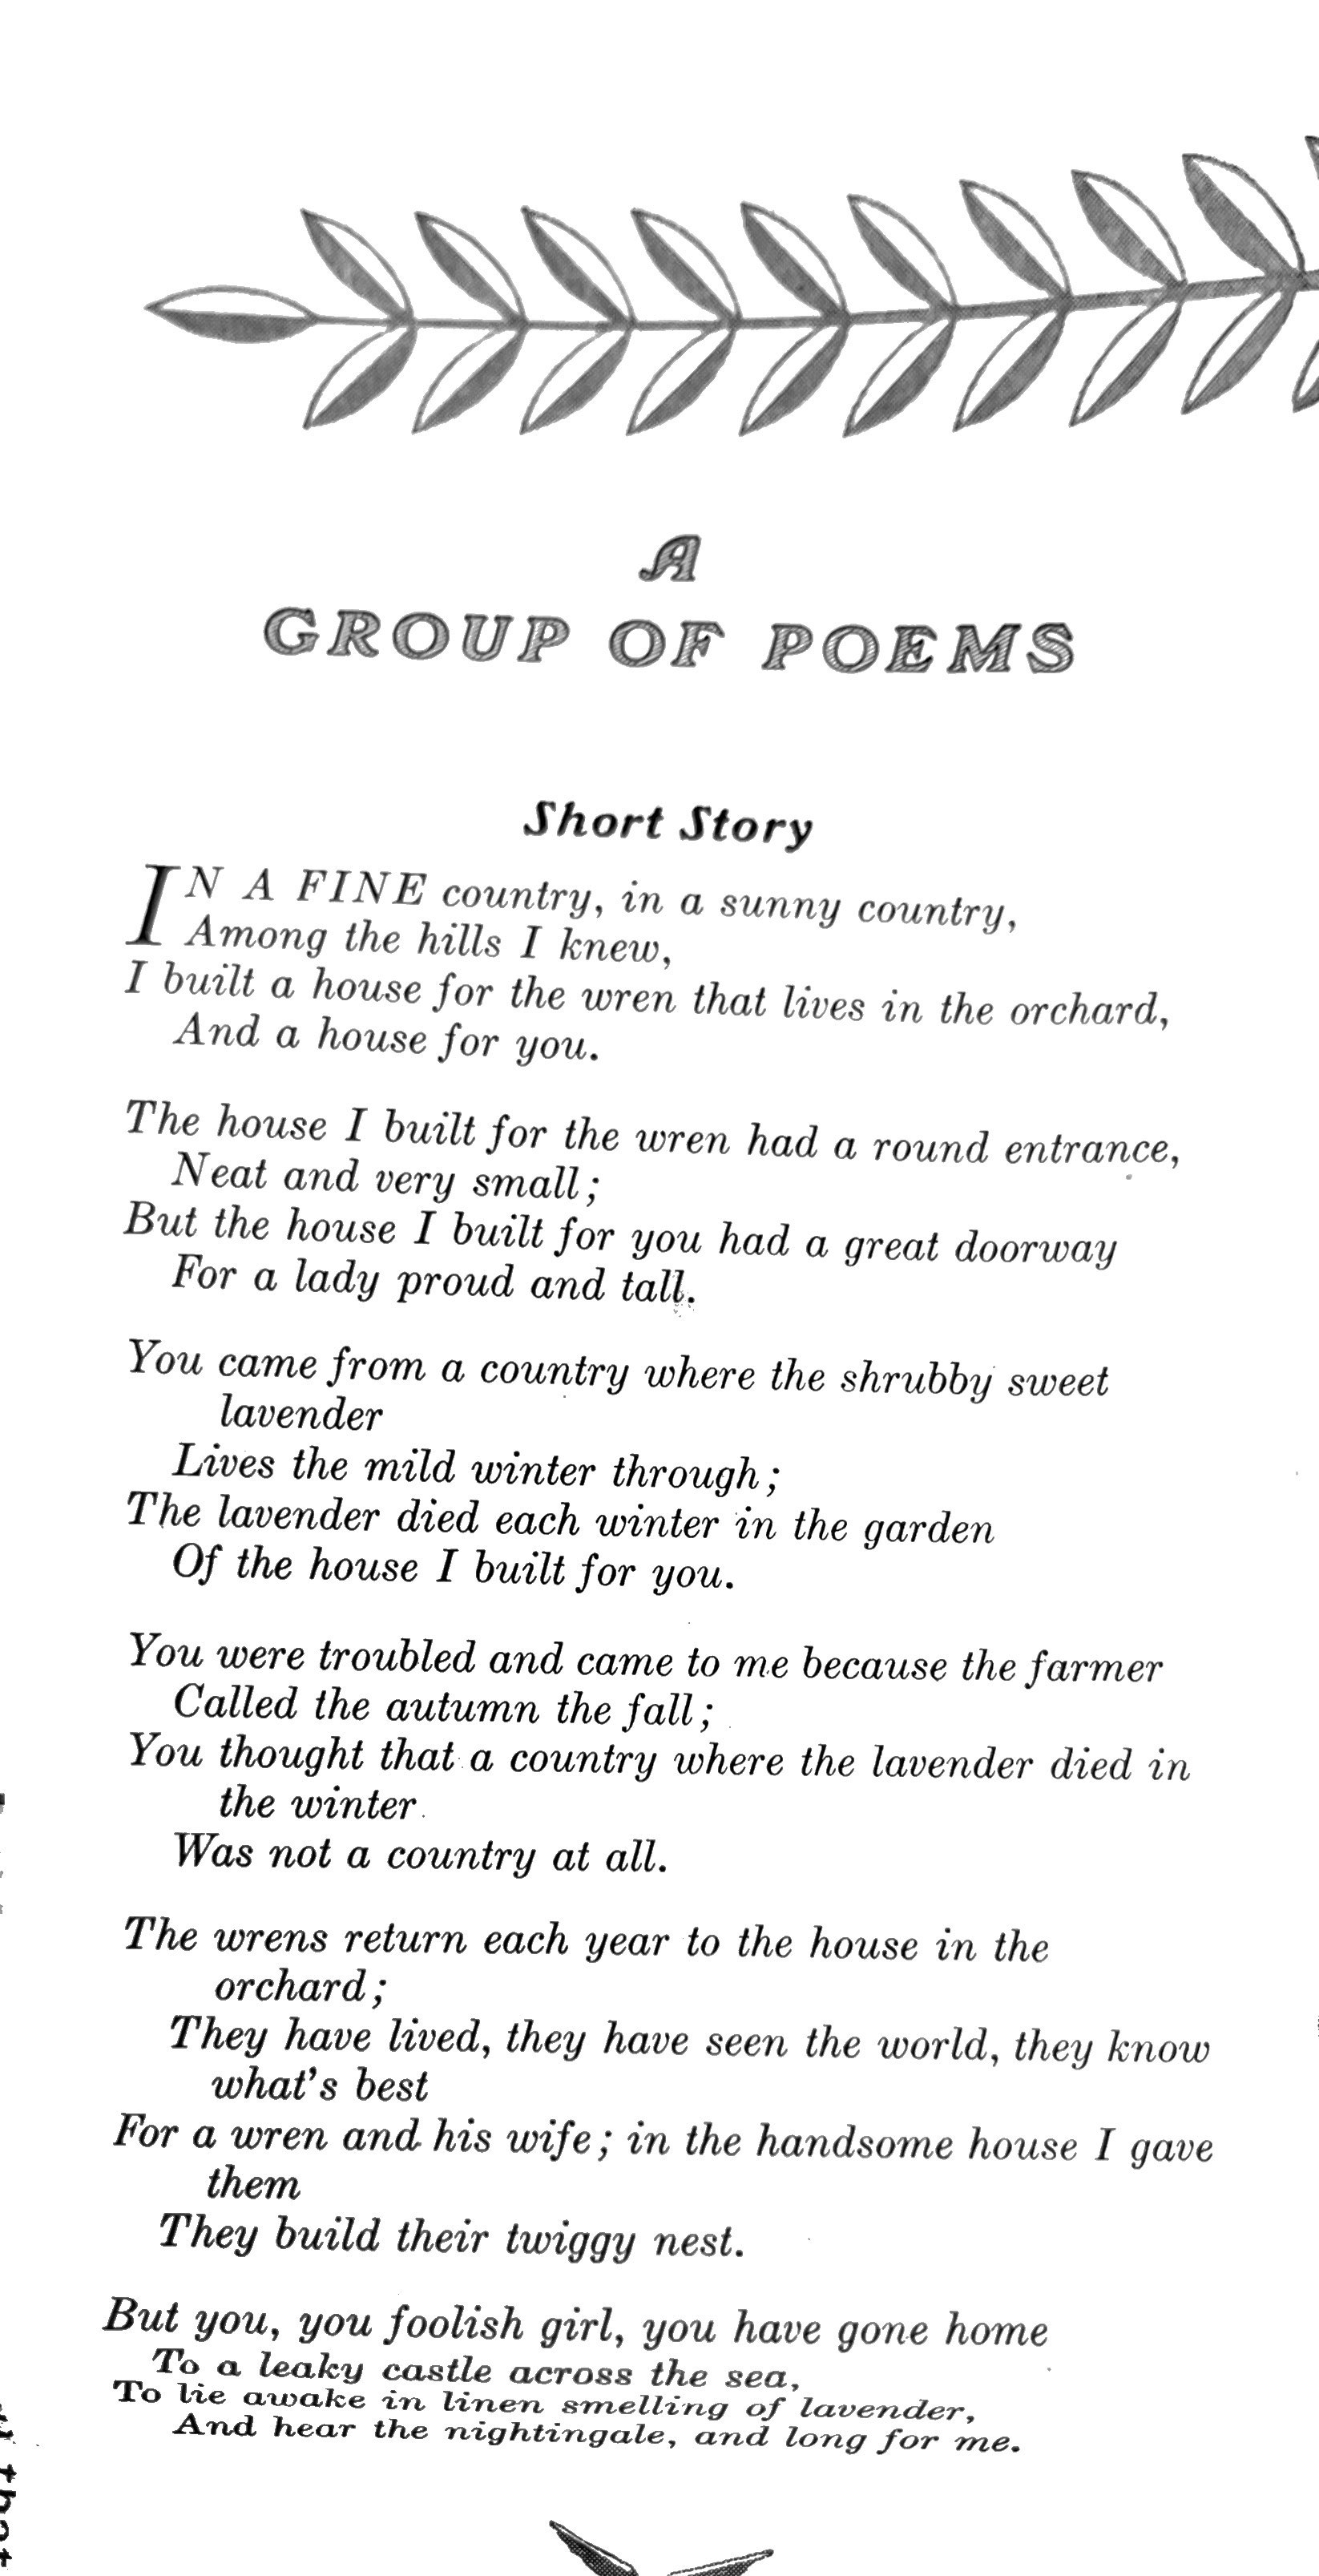 A
GROUP OF POEMS
Short Story
IN A FINE country, in a sunny country,
Among the hills I knew,
I built a house for the wren that lives in the orchard,
And a house for you.
The house I built for the wren had a round entrance,
Neat and very small;
But the house I built for you had a great doorway
For a lady proud and tall.
You came from a country where the shrubby sweet
lavender
Lives the mild winter through;
The lavender died each winter in the garden
Of the house I built for you.
You were troubled and came to me because the farmer
Called the autumn the fall;
You thought that a country where the lavender died in
the winter
Was not a country at all.
The wrens return each year to the house in the
orchard;
They have lived, they have seen the world, they know
what's best
For a wren and his wife; in the handsome house I gave
them
They build their twiggy nest.
But you, you foolish girl, you have gone home
To a leaky castle across the sea,
To lie awake in linen smelling of lavender,
And hear the nightingale, and long for me.